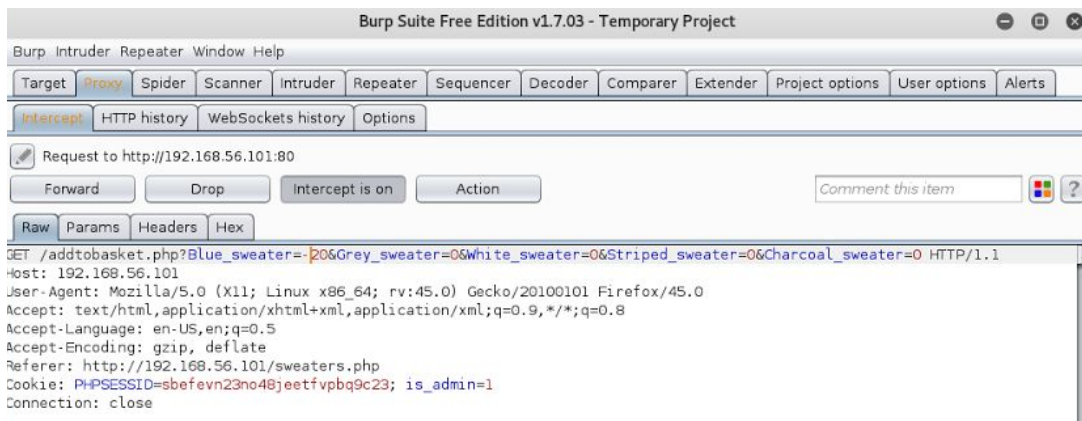 Burp Suite Free Edition v1.7.03 - Temporary Project
Burp Intruder Repeater Window Help
Target Proxy Spider Scanner Intruder Repeater Sequencer Decoder Comparer Extender Project options User options Alerts
Intercept HTTP history WebSockets history Options
Request to http://192.168.56.101:80
Forward Drop Intercept is on Action Comment this item ?
Raw Params Headers Hex
GET /addtobasket.php?Blue_sweater=-20&Grey_sweater=0&White_sweater=0&Striped_sweater=0&Charcoal_sweater=0 HTTP/1.1
Host: 192.168.56.101
User-Agent: Mozilla/5.0 (X11; Linux x86_64; rv:45.0) Gecko/20100101 Firefox/45.0
Accept: text/html,application/xhtml+xml,application/xml;q=0.9,*/*;q=0.8
Accept-Language: en-US,en;q=0.5
Accept-Encoding: gzip, deflate
Referer: http://192.168.56.101/sweaters.php
Cookie: PHPSESSID=sbefevn23no48jeetfvpbq9c23; is_admin=1
Connection: close